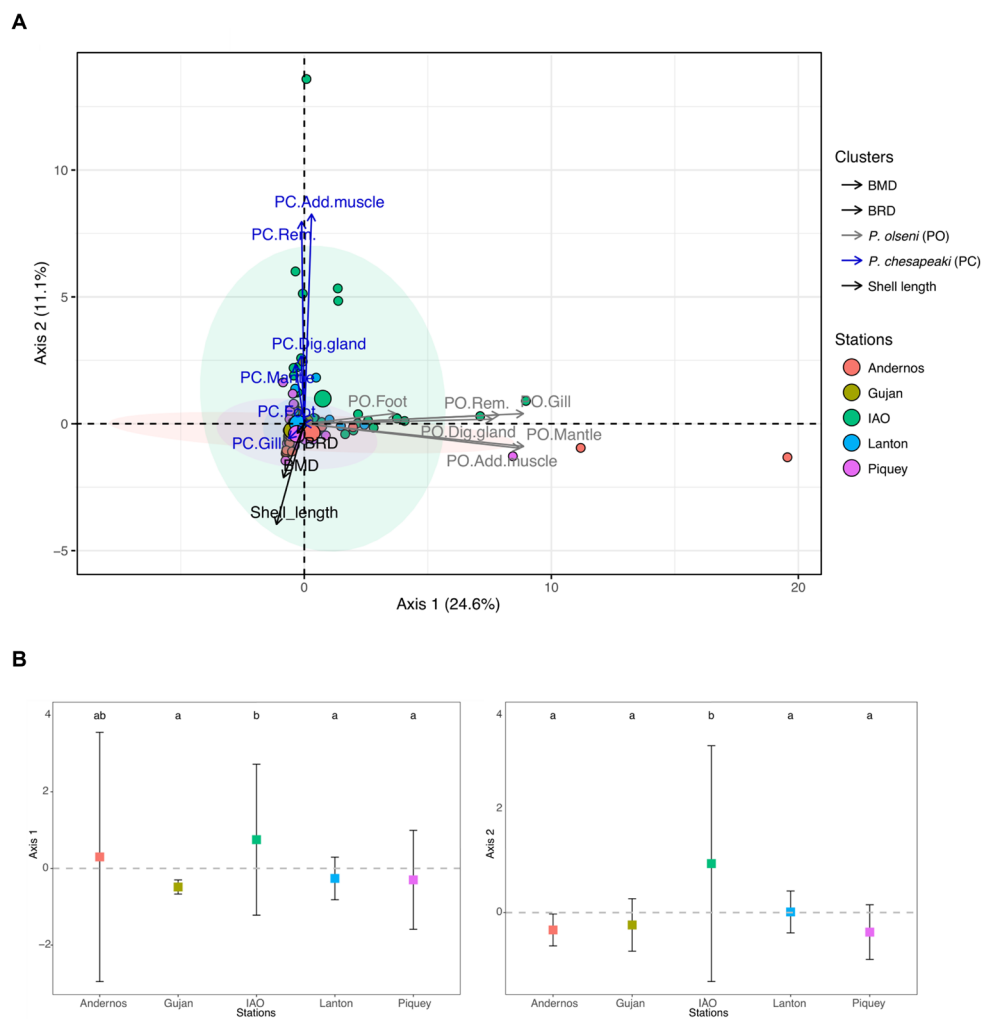 A
10
5
0
−5
Axis 2 (11.1%)
PC.Add.muscle
PC.Rem.
PC.Dig.gland
PC.Mantle
PC.Foot
PC.Gill
PO.Foot
PO.Rem.
PO.Gill
PO.Dig.gland
PO.Mantle
PO.Add.muscle
BRD
BMD
Shell_length
0
10
20
Axis 1 (24.6%)
Clusters
BMD
BRD
P. olseni (PO)
P. chesapeaki (PC)
Shell length
Stations
Andernos
Gujan
IAO
Lanton
Piquey
B
4
2
0
−2
Axis 1
ab
a
b
a
a
Andernos
Gujan
IAO
Lanton
Piquey
Stations
4
2
0
Axis 2
a
a
b
a
a
Andernos
Gujan
IAO
Lanton
Piquey
Stations